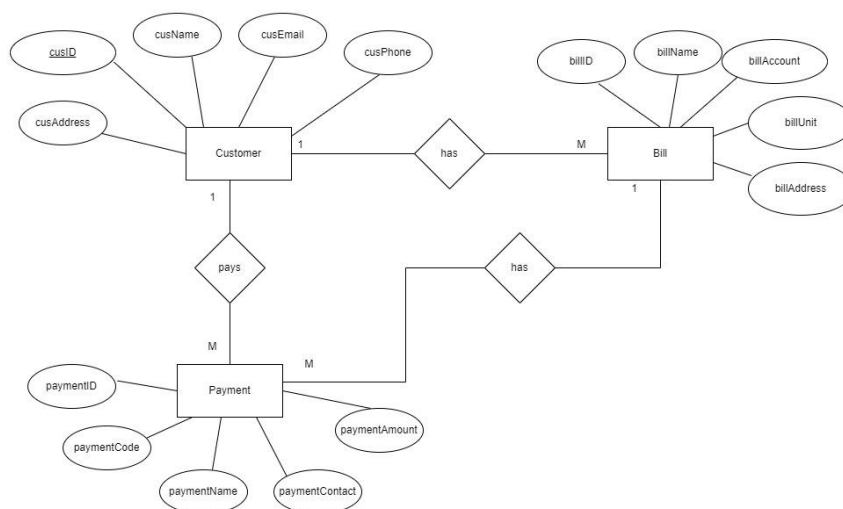 cusName
cusEmail
cusID
cusPhone
cusAddress
billID
billName
billAccount
billUnit
billAddress
Customer
1
has
M
Bill
1
1
pays
has
M
M
Payment
paymentID
paymentAmount
paymentCode
paymentName
paymentContact